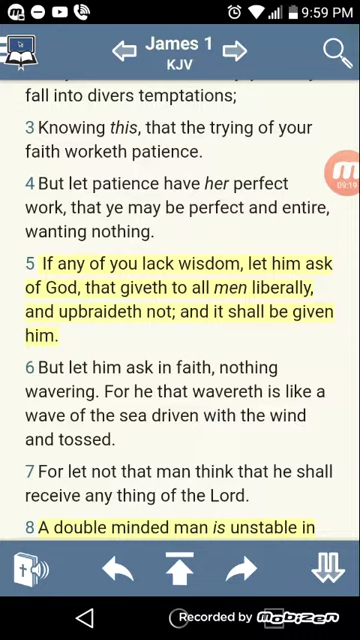 9:59 PM
James 1
KJV
fall into divers temptations;
3 Knowing this, that the trying of your
faith worketh patience.
4 But let patience have her perfect
work, that ye may be perfect and entire,
wanting nothing.
5 If any of you lack wisdom, let him ask
of God, that giveth to all men liberally,
and upbraideth not; and it shall be given
him.
6 But let him ask in faith, nothing
wavering. For he that wavereth is like a
wave of the sea driven with the wind
and tossed.
7 For let not that man think that he shall
receive any thing of the Lord.
8 A double minded man is unstable in
m
09:19
Recorded by mobizen